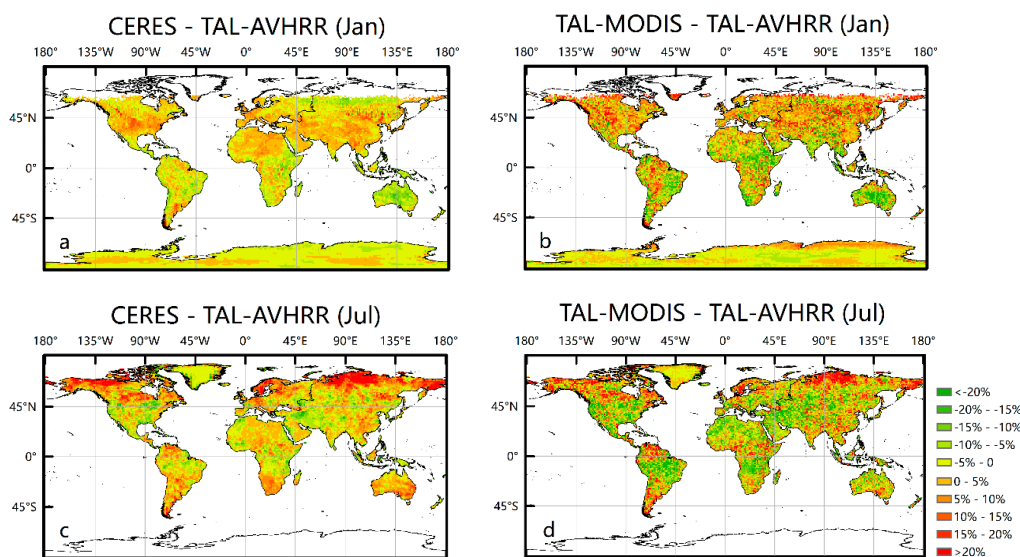 CERES - TAL-AVHRR (Jan)
180° 135°W 90°W 45°W 0° 45°E 90°E 135°E 180°
45°N
0°
45°S
a
TAL-MODIS - TAL-AVHRR (Jan)
180° 135°W 90°W 45°W 0° 45°E 90°E 135°E 180°
45°N
0°
45°S
b
CERES - TAL-AVHRR (Jul)
180° 135°W 90°W 45°W 0° 45°E 90°E 135°E 180°
45°N
0°
45°S
c
TAL-MODIS - TAL-AVHRR (Jul)
180° 135°W 90°W 45°W 0° 45°E 90°E 135°E 180°
45°N
0°
45°S
d
<-20%
-20% - -15%
-15% - -10%
-10% - -5%
-5% - 0
0 - 5%
5% - 10%
10% - 15%
15% - 20%
>20%